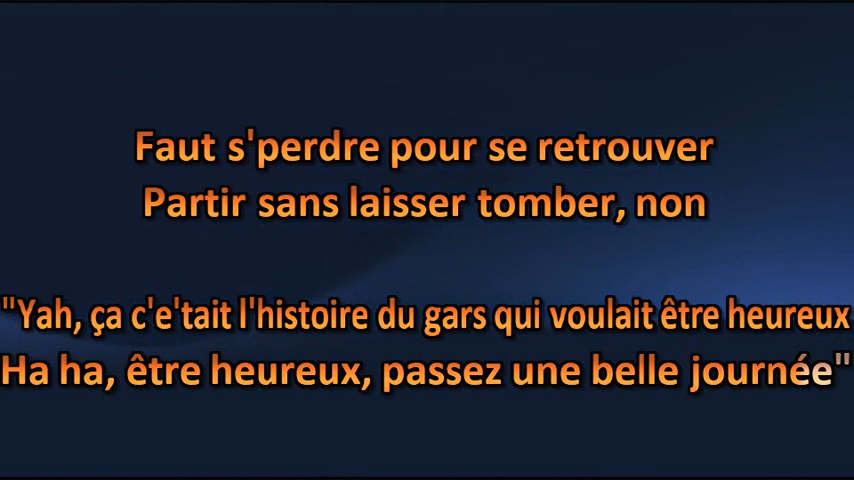 Faut s'perdre pour se retrouver
Partir sans laisser tomber, non
"Yah, ça c'e'tait l'histoire du gars qui voulait être heureux
Ha ha, être heureux, passez une belle journée"